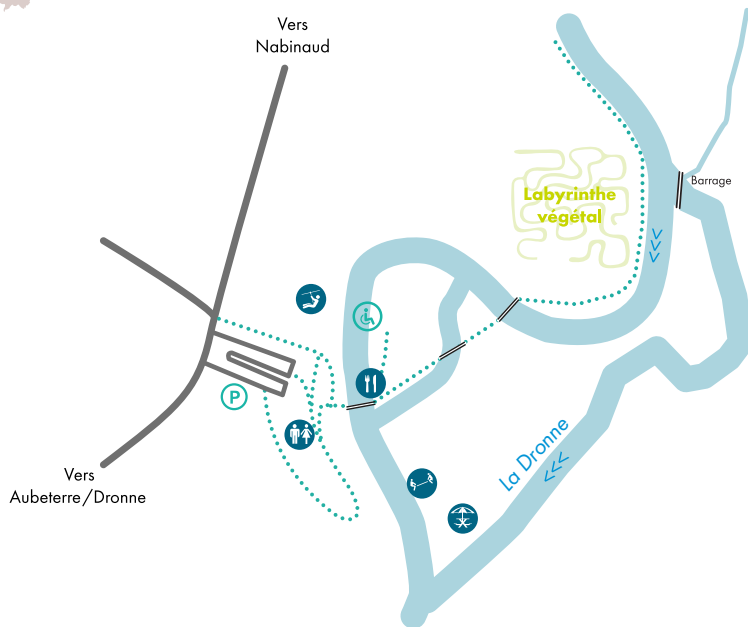 Vers
Nabinaud
Barrage
Labyrinthe
végétal
P
La Dronne
Vers
Aubeterre/Dronne